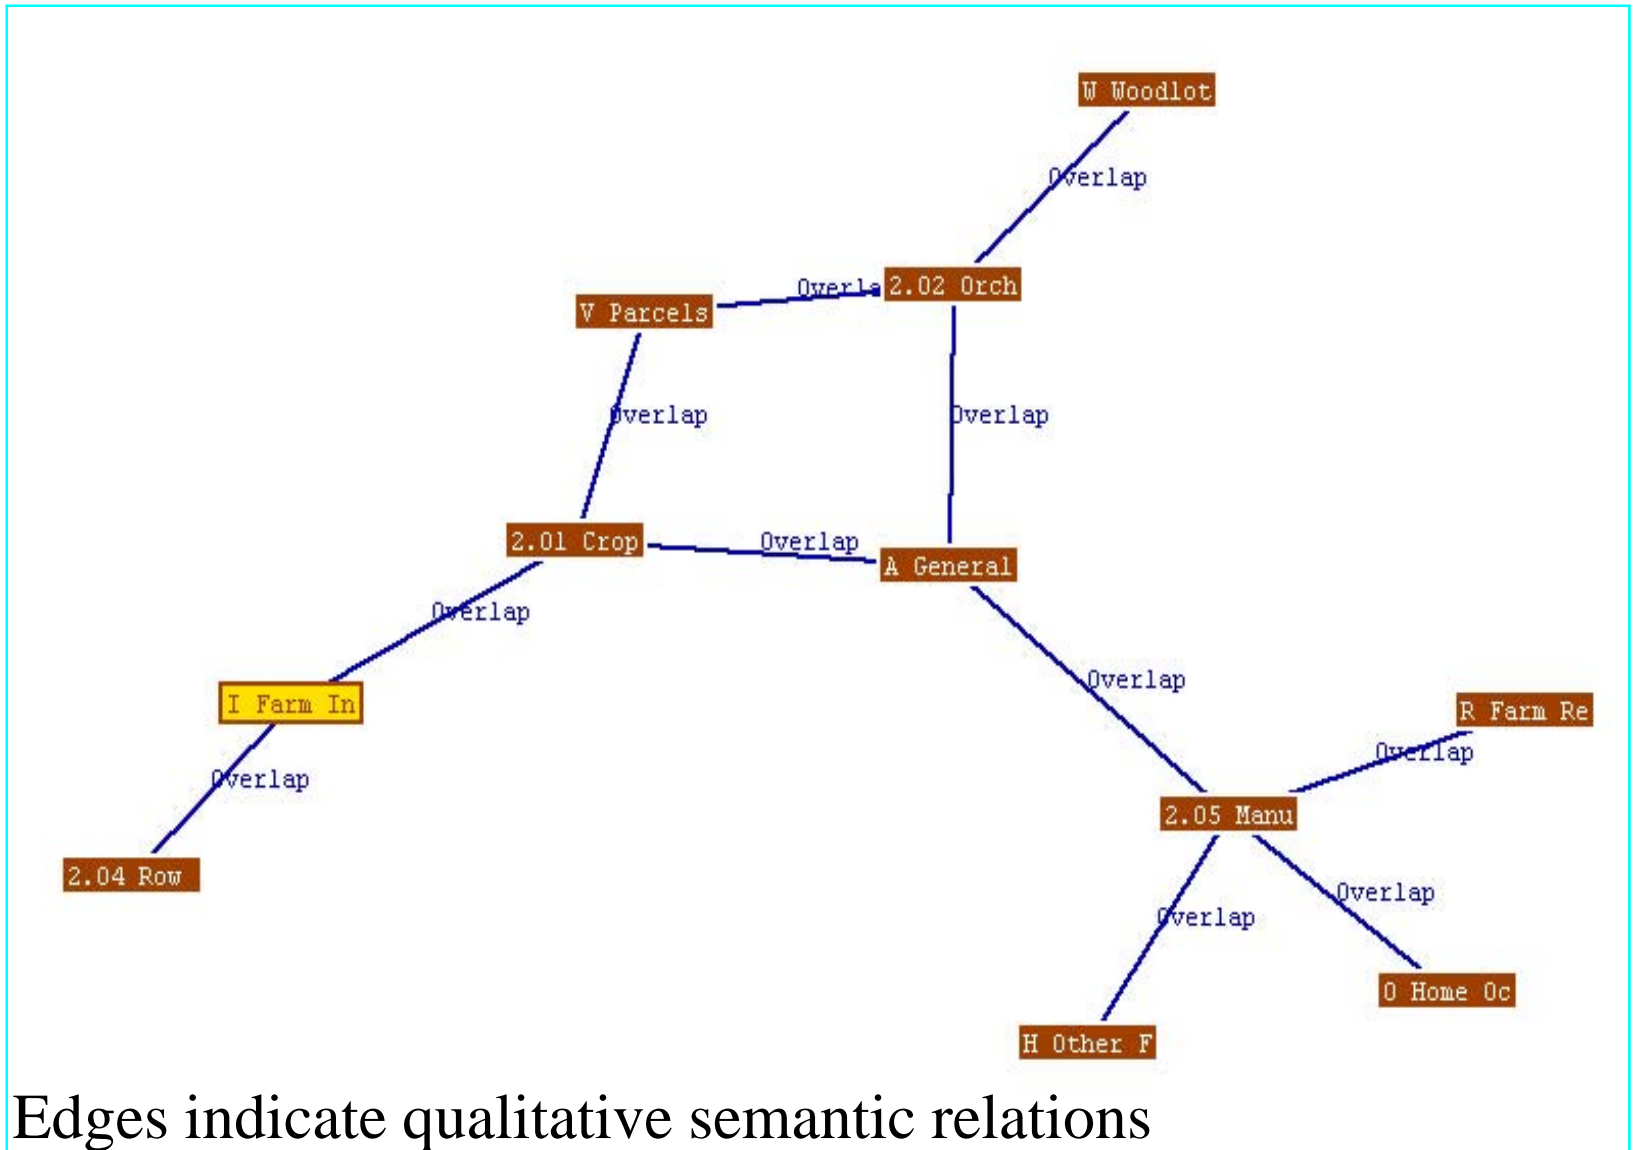 W Woodlot
Overlap
2.02 Orch
Overla
V Parcels
Overlap
Overlap
2.01 Crop
Overlap
A General
Overlap
Overlap
I Farm In
R Farm Re
Overlap
Overlap
2.05 Manu
2.04 Row
Overlap
Overlap
O Home Oc
H Other F
Edges indicate qualitative semantic relations